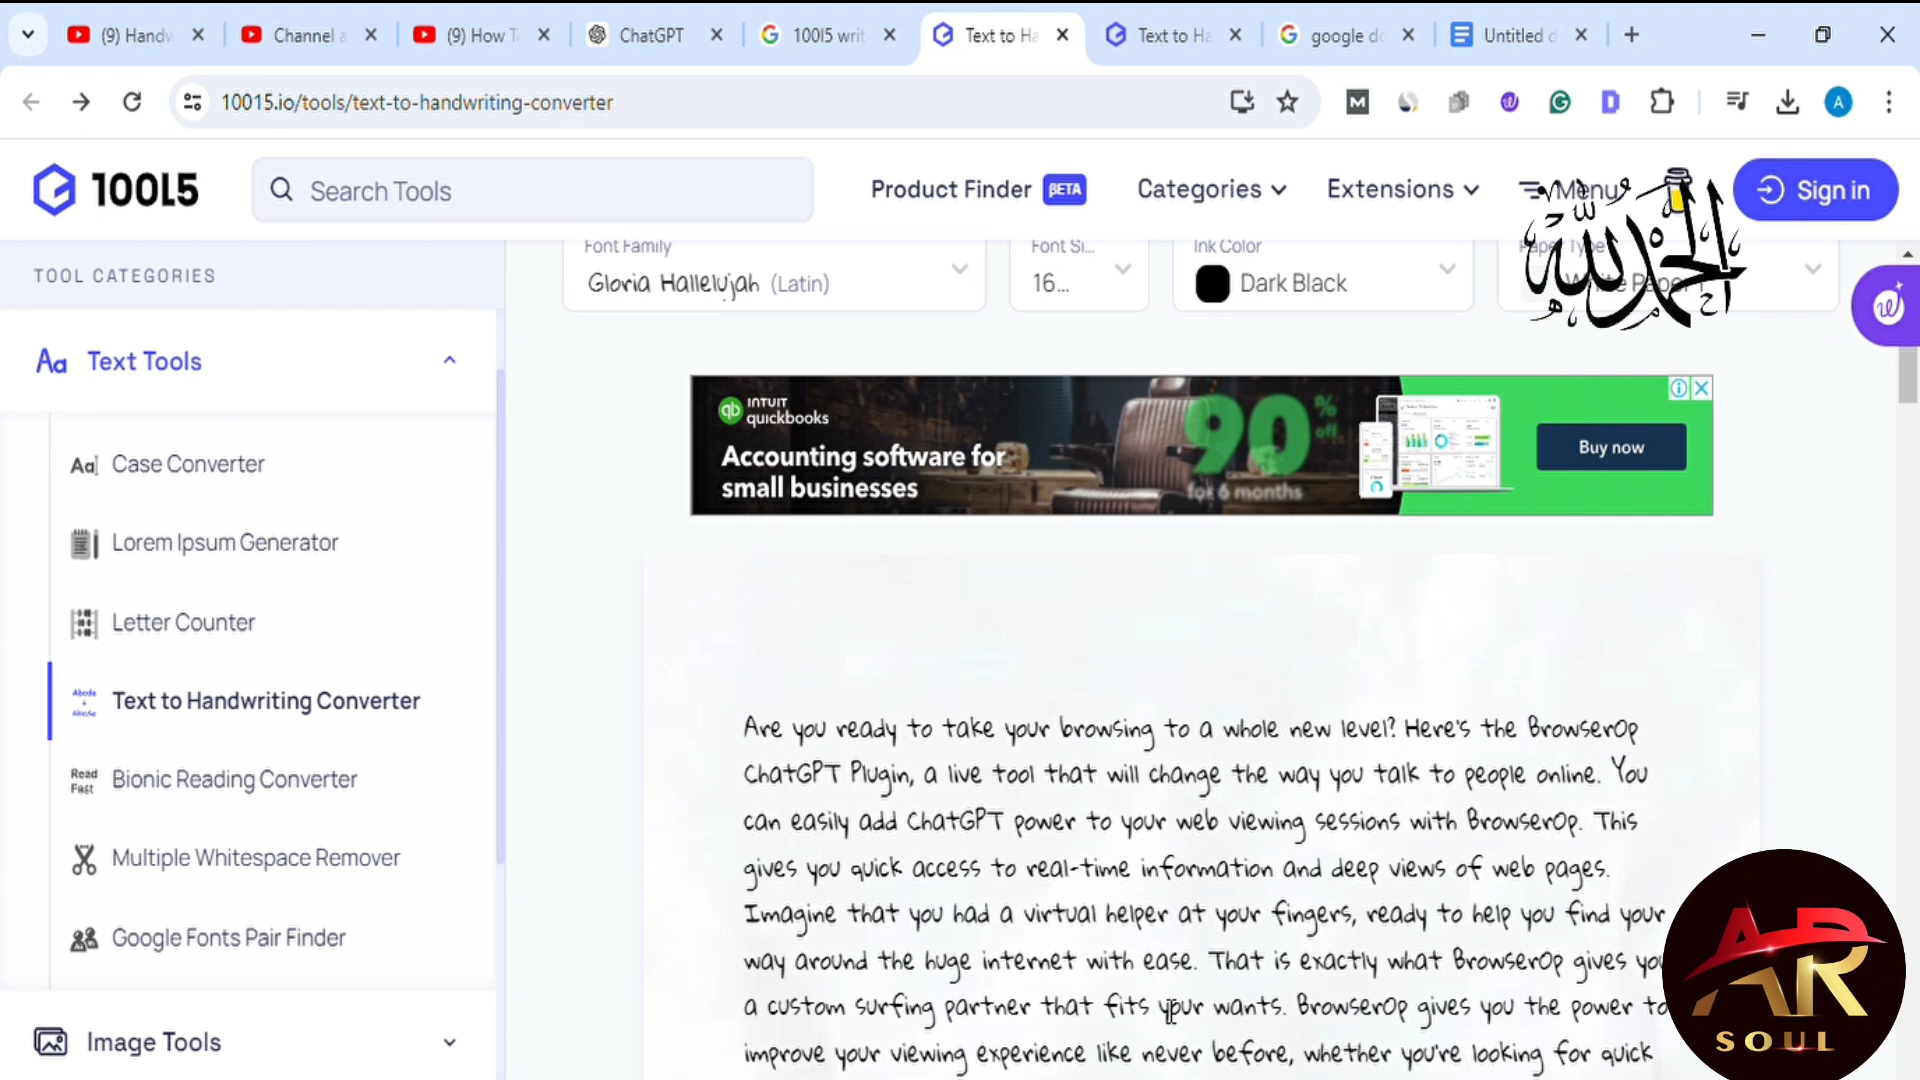 (9) Handw
Channel a
(9) How T
ChatGPT
10015 writ
Text to Ha
Text to Ha
google do
Untitled d
10015.io/tools/text-to-handwriting-converter
A
10015
Search Tools
Product Finder BETA
Categories
Extensions
Menu
Sign in
الحمد لله
TOOL CATEGORIES
Font Family
Gloria Hallelujah (Latin)
Font Si...
16...
Ink Color
Dark Black
Paper Type
White Paper 1
Aa Text Tools
Case Converter
Lorem Ipsum Generator
Letter Counter
Text to Handwriting Converter
Read Fast Bionic Reading Converter
Multiple Whitespace Remover
Google Fonts Pair Finder
Image Tools
INTUIT
quickbooks
Accounting software for
small businesses
90% off
for 6 months
Buy now
Are you ready to take your browsing to a whole new level? Here's the BrowserOp
ChatGPT Plugin, a live tool that will change the way you talk to people online. You
can easily add ChatGPT power to your web viewing sessions with BrowserOp. This
gives you quick access to real-time information and deep views of web pages.
Imagine that you had a virtual helper at your fingers, ready to help you find your
way around the huge internet with ease. That is exactly what BrowserOp gives you
a custom surfing partner that fits your wants. BrowserOp gives you the power to
improve your viewing experience like never before, whether you're looking for quick
AR
SOUL